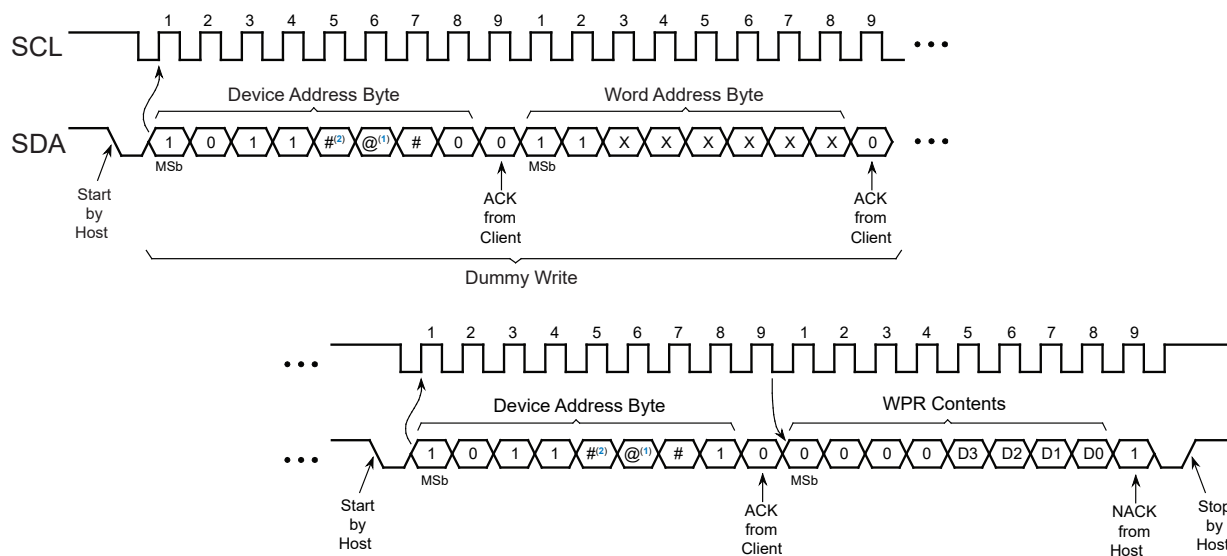 1 2 3 4 5 6 7 8 9 1 2 3 4 5 6 7 8 9
SCL
Device Address Byte Word Address Byte
SDA 1 0 1 1 #(2) @(1) # 0 0 1 1 X X X X X X 0
MSb MSb
Start by Host
ACK from Client
ACK from Client
Dummy Write
1 2 3 4 5 6 7 8 9 1 2 3 4 5 6 7 8 9
Device Address Byte WPR Contents
1 0 1 1 #(2) @(1) # 1 0 0 0 0 0 D3 D2 D1 D0 1
MSb MSb
Start by Host
ACK from Client
NACK from Host
Stop by Host